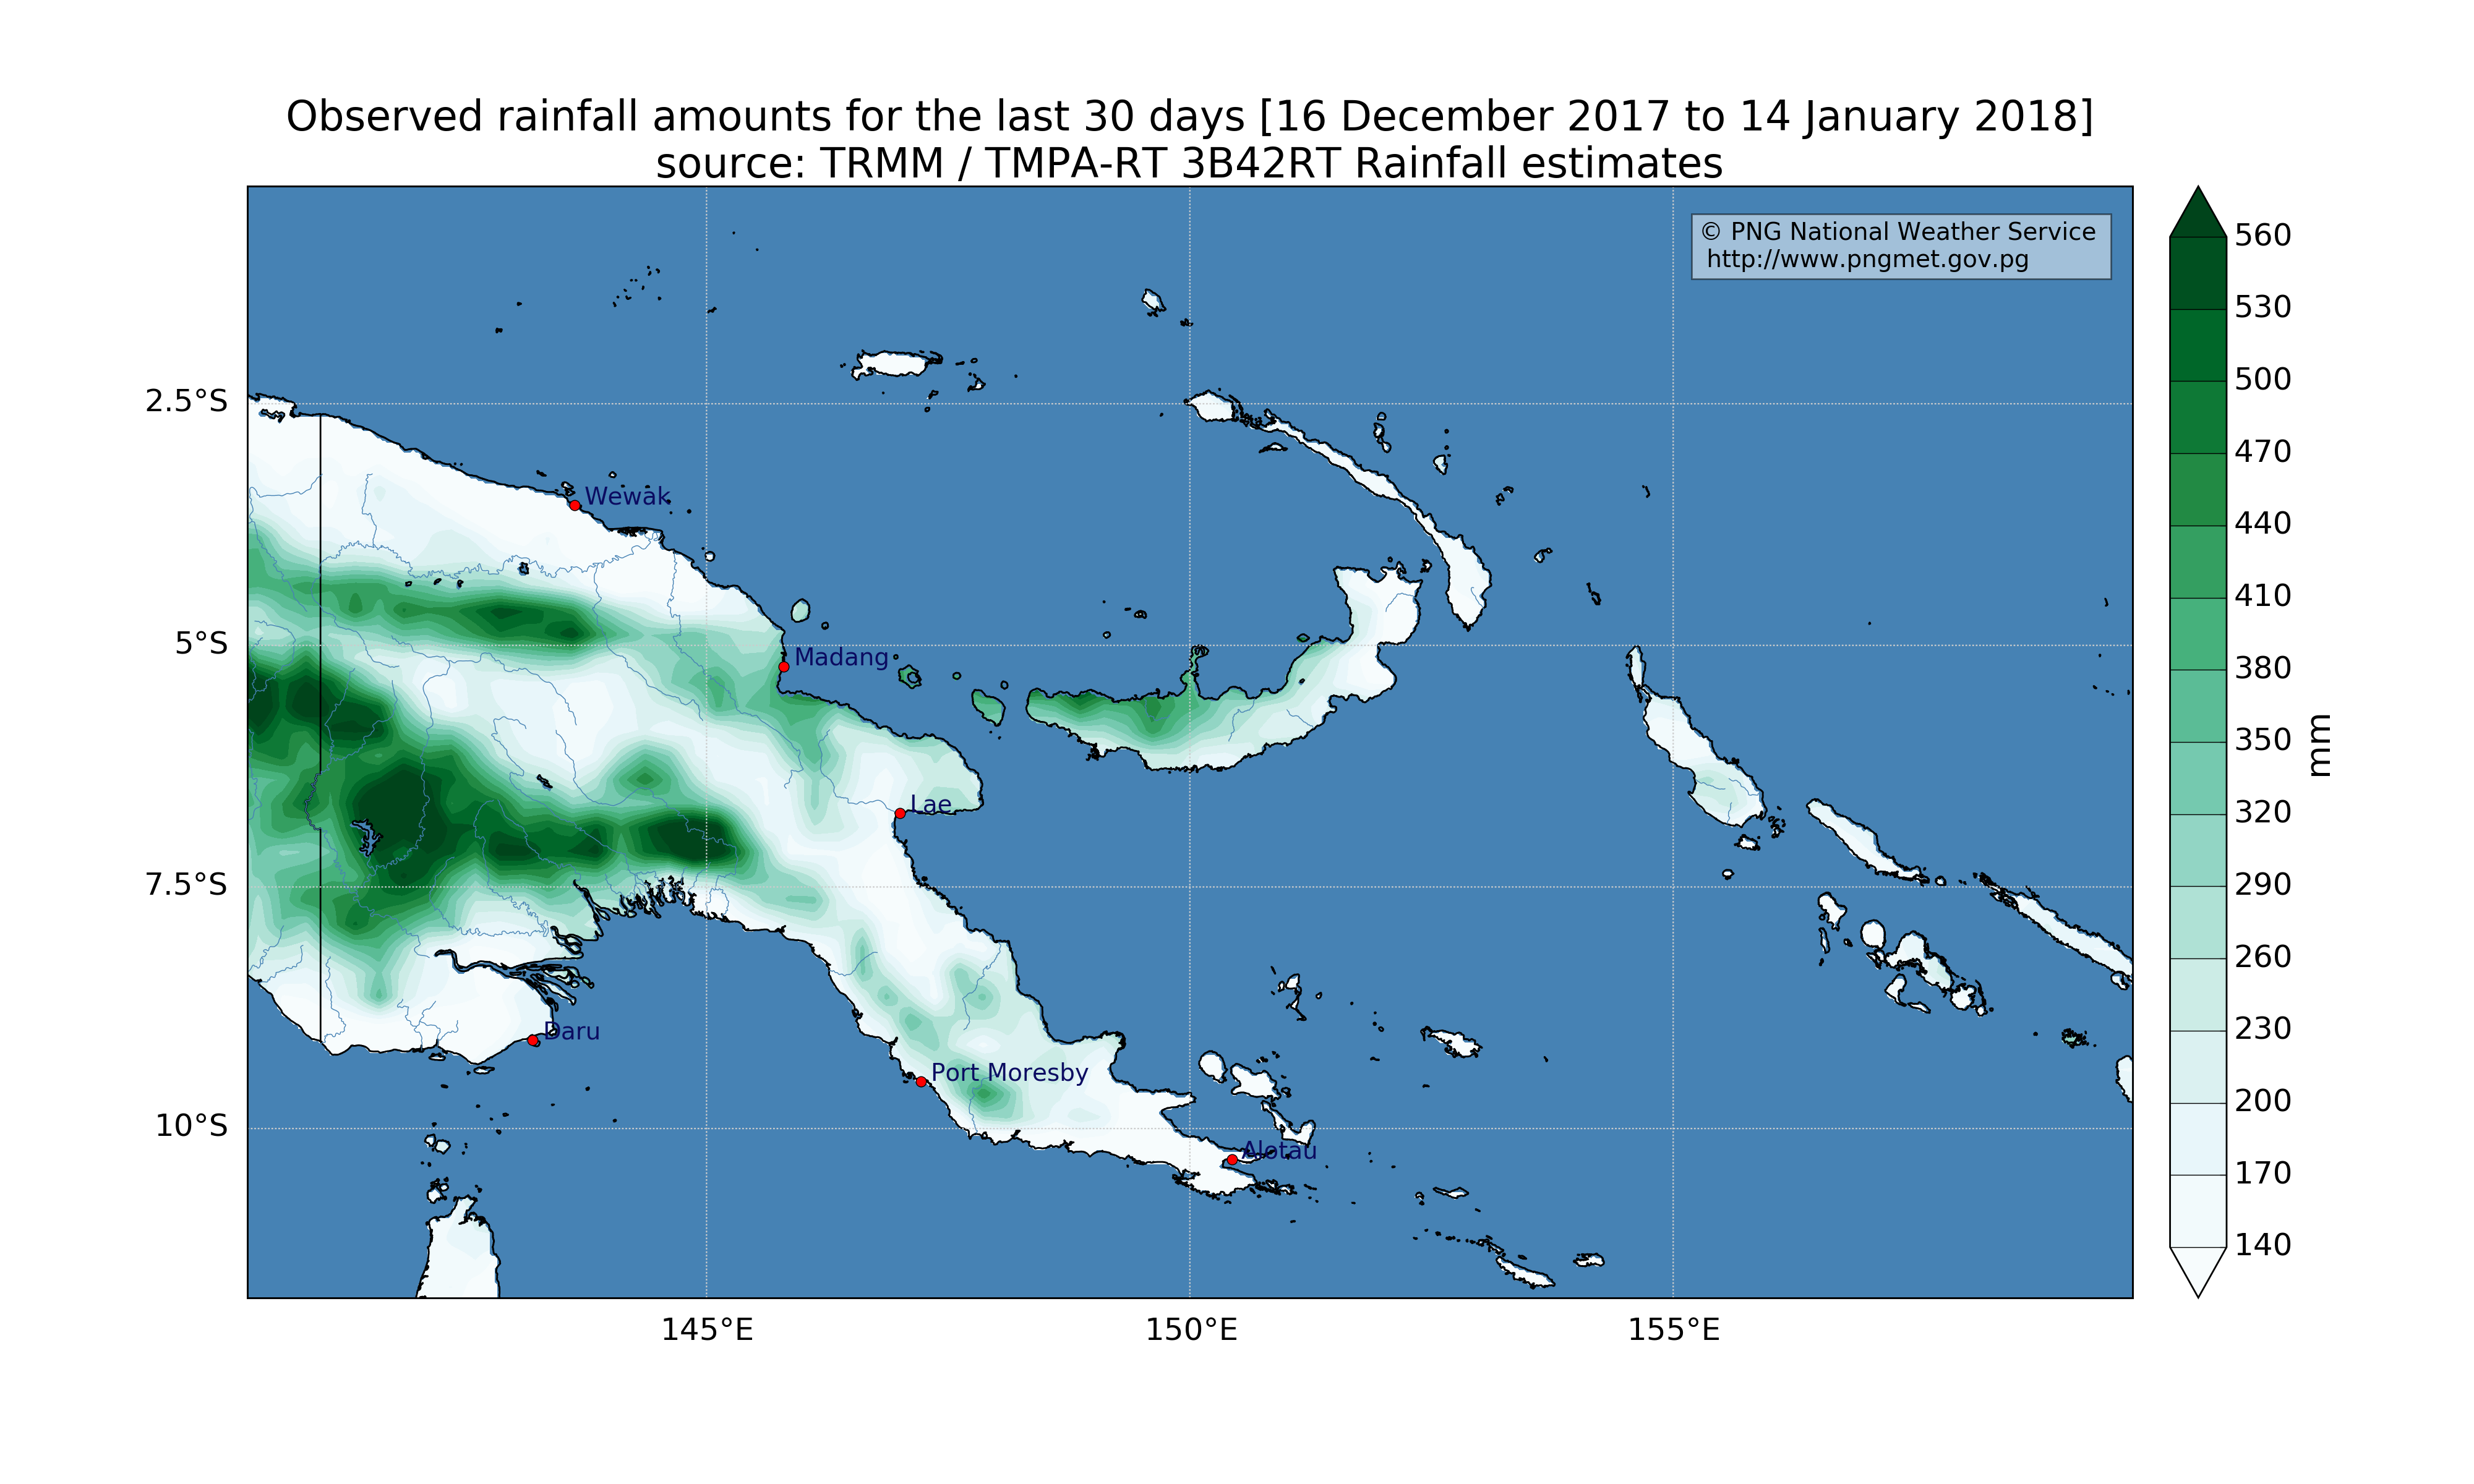 Observed rainfall amounts for the last 30 days [16 December 2017 to 14 January 2018]
source: TRMM / TMPA-RT 3B42RT Rainfall estimates
© PNG National Weather Service
http://www.pngmet.gov.pg
2.5°S
5°S
7.5°S
10°S
145°E
150°E
155°E
Wewak
Madang
Lae
Daru
Port Moresby
Alotau
560
530
500
470
440
410
380
350
320
290
260
230
200
170
140
mm